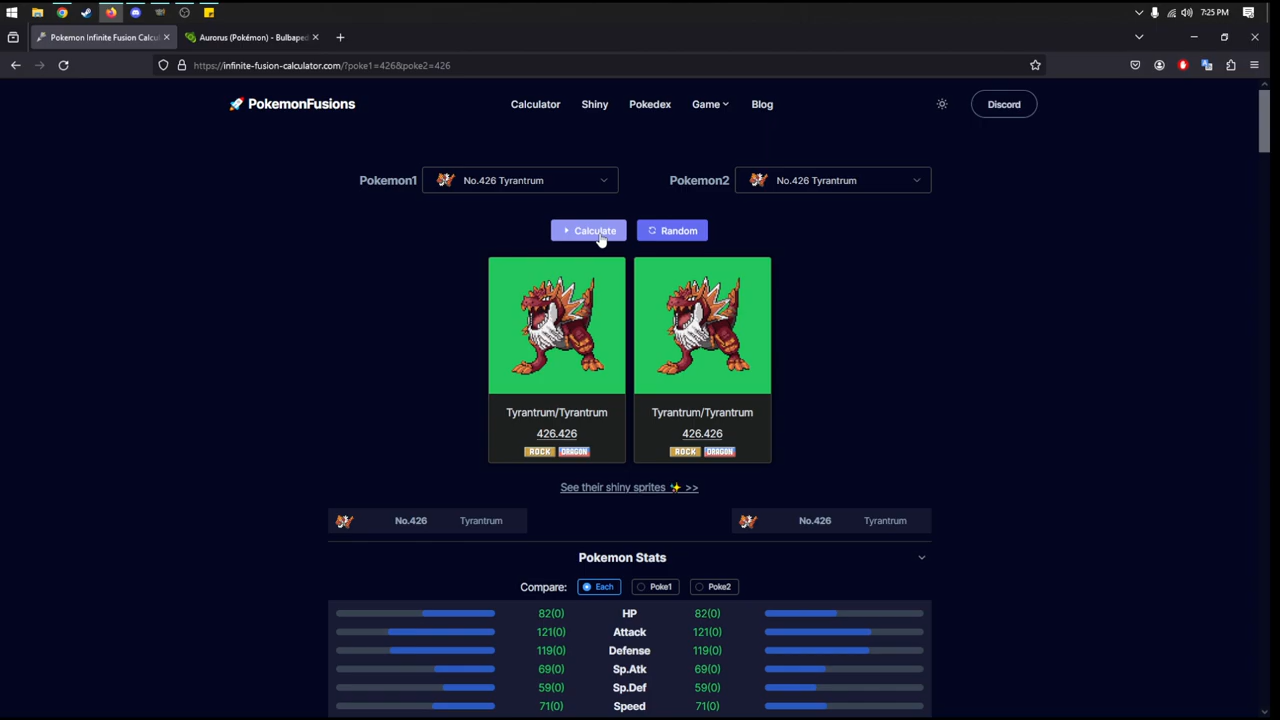 7:25 PM
Pokemon Infinite Fusion Calcu
Aurorus (Pokémon) - Bulbaped
https://infinite-fusion-calculator.com/?poke1=426&poke2=426
PokemonFusions
Calculator Shiny Pokedex Game Blog
Discord
Pokemon1 No.426 Tyrantrum
Pokemon2 No.426 Tyrantrum
Calculate Random
Tyrantrum/Tyrantrum Tyrantrum/Tyrantrum
426.426 426.426
ROCK DRAGON ROCK DRAGON
See their shiny sprites ✨ >>
No.426 Tyrantrum No.426 Tyrantrum
Pokemon Stats
Compare: Each Poke1 Poke2
82(0) HP 82(0)
121(0) Attack 121(0)
119(0) Defense 119(0)
69(0) Sp.Atk 69(0)
59(0) Sp.Def 59(0)
71(0) Speed 71(0)